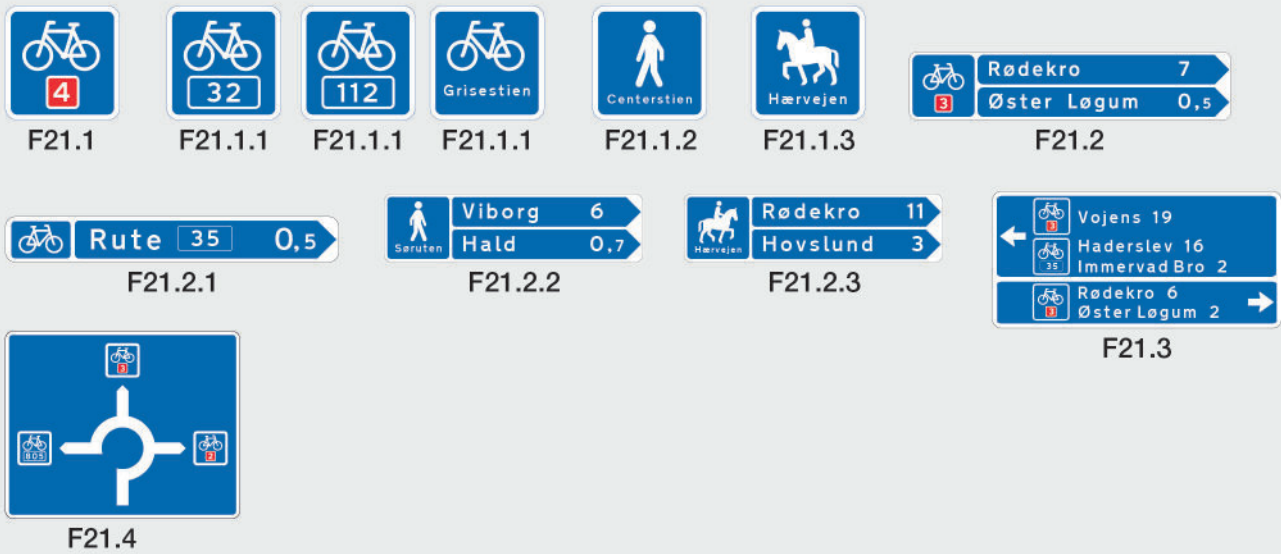 4
32
112
Grisestien
Centerstien
Hærvejen
3
Rødekro 7
Øster Løgum 0,5
F21.1
F21.1.1
F21.1.1
F21.1.1
F21.1.2
F21.1.3
F21.2
Rute 35 0,5
F21.2.1
Søruten
Viborg 6
Hald 0,7
F21.2.2
Hærvejen
Rødekro 11
Hovslund 3
F21.2.3
3
Vojens 19
35
Haderslev 16
Immervad Bro 2
3
Rødekro 6
Øster Løgum 2
F21.3
3
805
2
F21.4